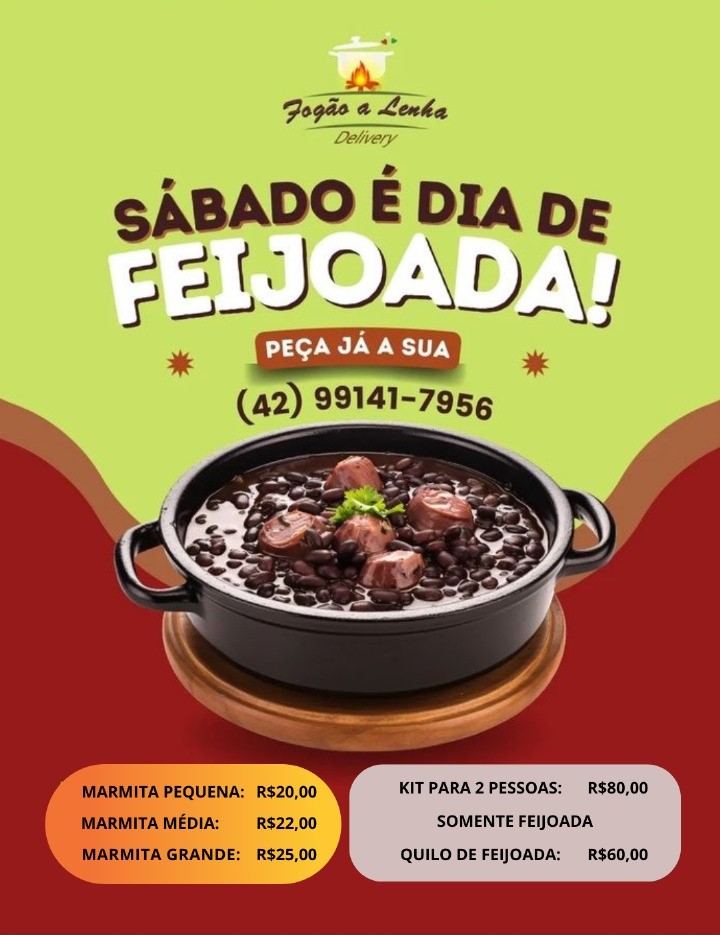 Fogão a Lenha
Delivery
SÁBADO É DIA DE
FEIJOADA!
PEÇA JÁ A SUA
(42) 99141-7956
MARMITA PEQUENA: R$20,00
MARMITA MÉDIA: R$22,00
MARMITA GRANDE: R$25,00
KIT PARA 2 PESSOAS: R$80,00
SOMENTE FEIJOADA
QUILO DE FEIJOADA: R$60,00